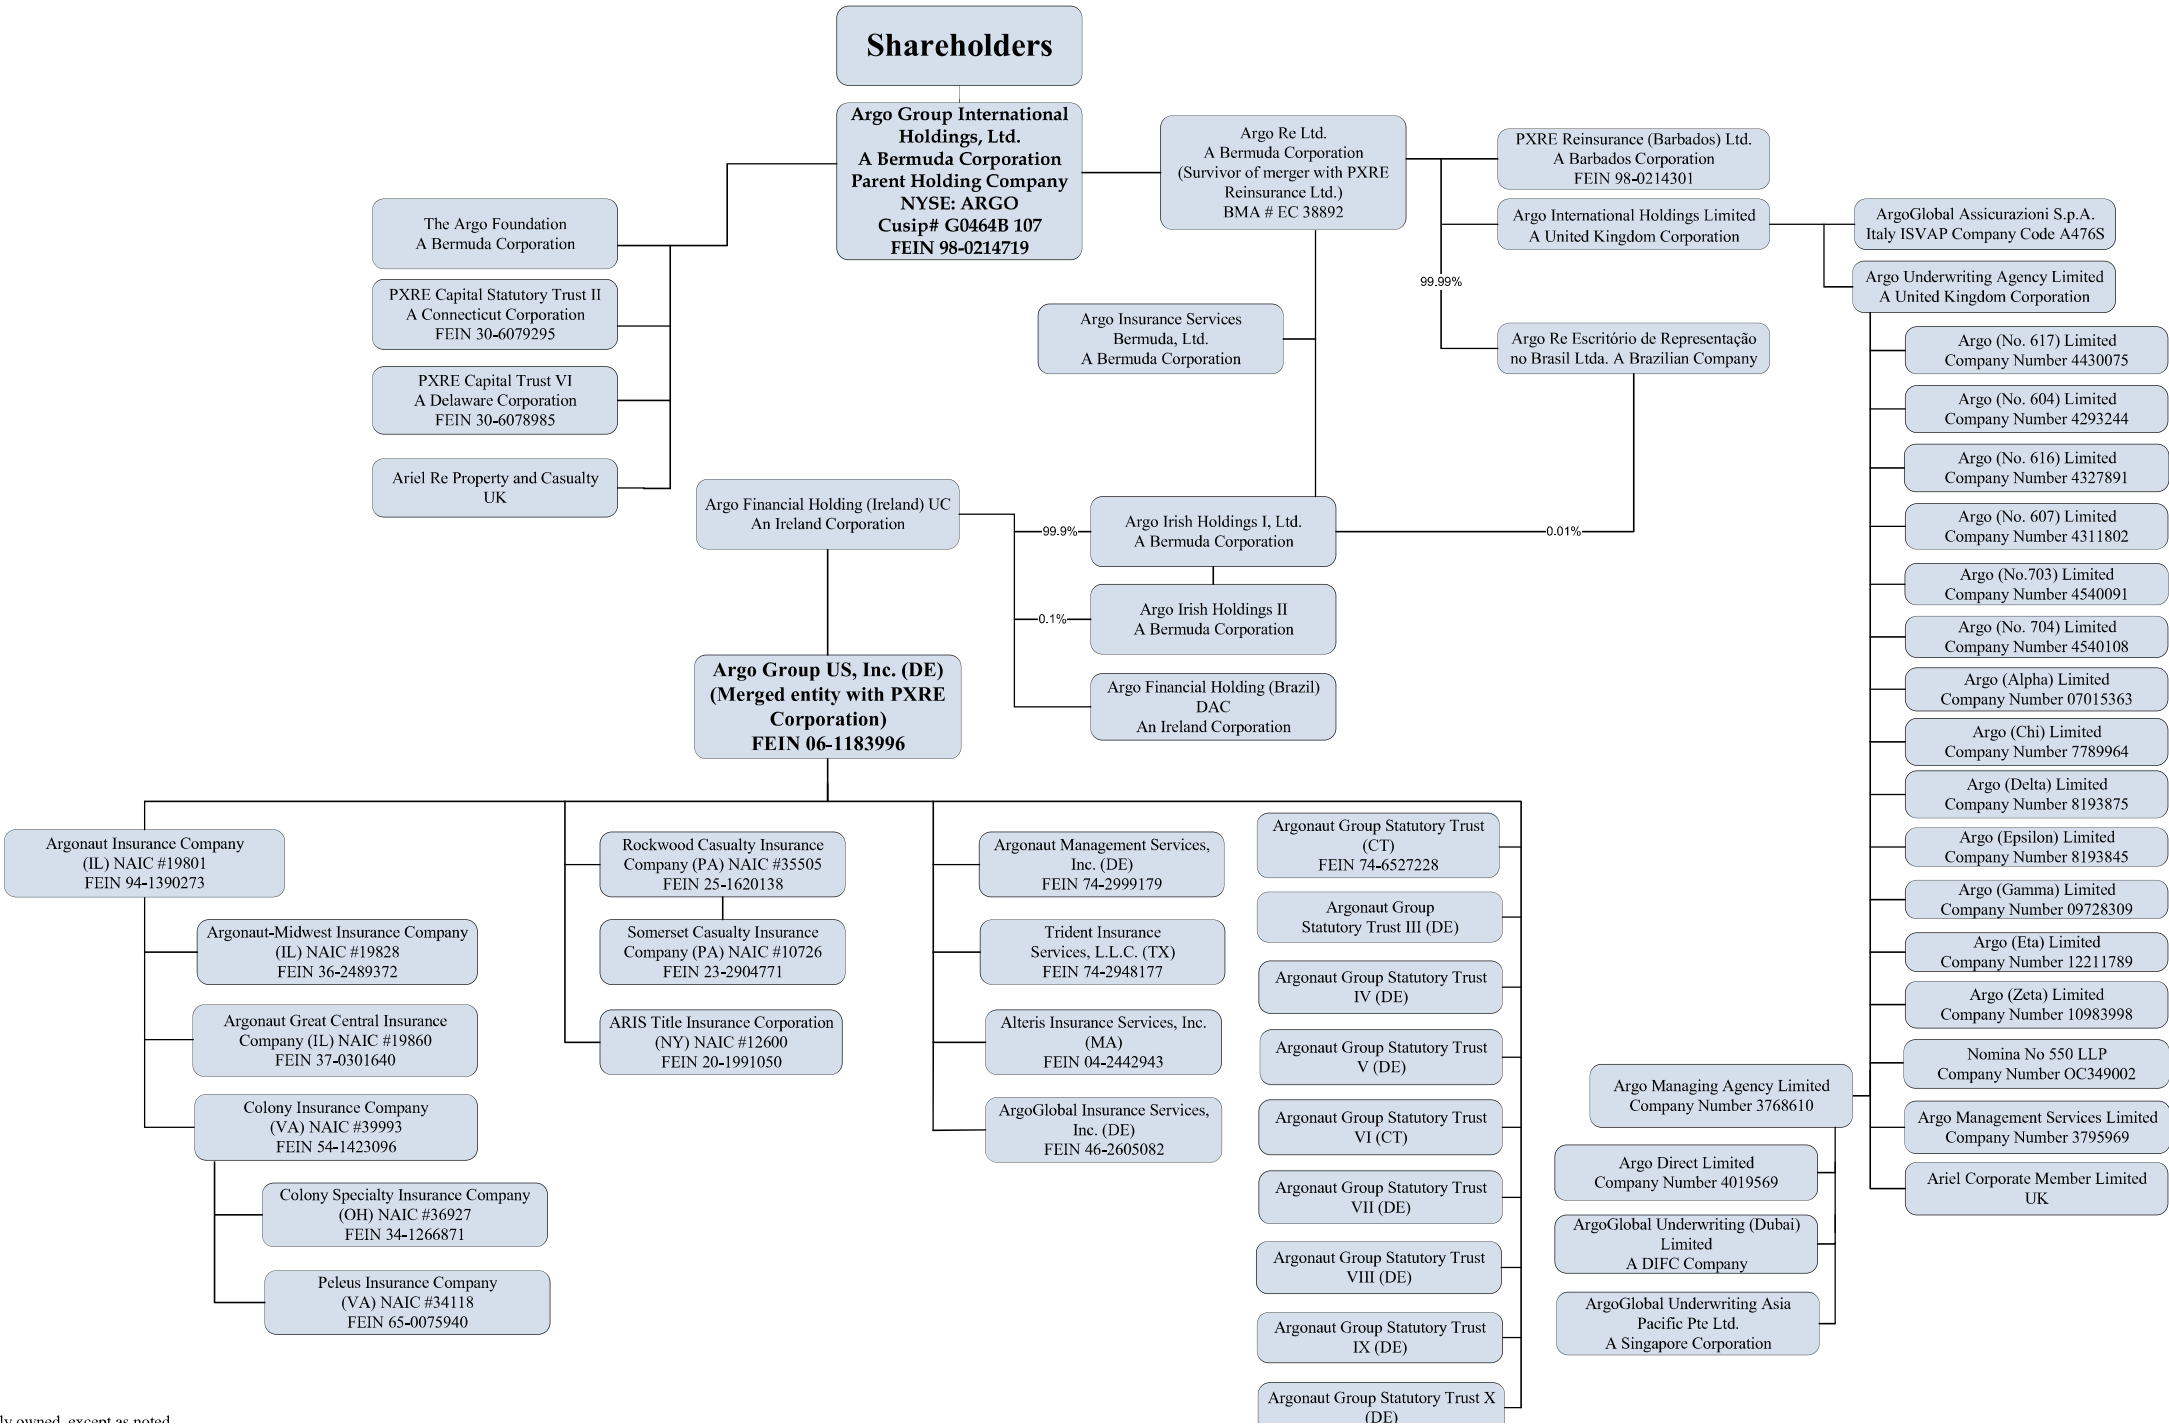 Shareholders
Argo Group International
Holdings, Ltd.
A Bermuda Corporation
Parent Holding Company
NYSE: ARGO
Cusip# G0464B 107
FEIN 98-0214719
Argo Re Ltd.
A Bermuda Corporation
(Survivor of merger with PXRE
Reinsurance Ltd.)
BMA # EC 38892
PXRE Reinsurance (Barbados) Ltd.
A Barbados Corporation
FEIN 98-0214301
Argo International Holdings Limited
A United Kingdom Corporation
99.99%
Argo Re Escritório de Representação
no Brasil Ltda. A Brazilian Company
ArgoGlobal Assicurazioni S.p.A.
Italy ISVAP Company Code A476S
Argo Underwriting Agency Limited
A United Kingdom Corporation
The Argo Foundation
A Bermuda Corporation
PXRE Capital Statutory Trust II
A Connecticut Corporation
FEIN 30-6079295
PXRE Capital Trust VI
A Delaware Corporation
FEIN 30-6078985
Ariel Re Property and Casualty
UK
Argo Insurance Services
Bermuda, Ltd.
A Bermuda Corporation
Argo Financial Holding (Ireland) UC
An Ireland Corporation
99.9%
Argo Irish Holdings I, Ltd.
A Bermuda Corporation
0.01%
0.1%
Argo Irish Holdings II
A Bermuda Corporation
Argo Financial Holding (Brazil)
DAC
An Ireland Corporation
Argo Group US, Inc. (DE)
(Merged entity with PXRE
Corporation)
FEIN 06-1183996
Argonaut Insurance Company
(IL) NAIC #19801
FEIN 94-1390273
Argonaut-Midwest Insurance Company
(IL) NAIC #19828
FEIN 36-2489372
Argonaut Great Central Insurance
Company (IL) NAIC #19860
FEIN 37-0301640
Colony Insurance Company
(VA) NAIC #39993
FEIN 54-1423096
Colony Specialty Insurance Company
(OH) NAIC #36927
FEIN 34-1266871
Peleus Insurance Company
(VA) NAIC #34118
FEIN 65-0075940
Rockwood Casualty Insurance
Company (PA) NAIC #35505
FEIN 25-1620138
Somerset Casualty Insurance
Company (PA) NAIC #10726
FEIN 23-2904771
ARIS Title Insurance Corporation
(NY) NAIC #12600
FEIN 20-1991050
Argonaut Management Services,
Inc. (DE)
FEIN 74-2999179
Trident Insurance
Services, L.L.C. (TX)
FEIN 74-2948177
Alteris Insurance Services, Inc.
(MA)
FEIN 04-2442943
ArgoGlobal Insurance Services,
Inc. (DE)
FEIN 46-2605082
Argonaut Group Statutory Trust
(CT)
FEIN 74-6527228
Argonaut Group
Statutory Trust III (DE)
Argonaut Group Statutory Trust
IV (DE)
Argonaut Group Statutory Trust
V (DE)
Argonaut Group Statutory Trust
VI (CT)
Argonaut Group Statutory Trust
VII (DE)
Argonaut Group Statutory Trust
VIII (DE)
Argonaut Group Statutory Trust
IX (DE)
Argonaut Group Statutory Trust X
(DE)
Argo (No. 617) Limited
Company Number 4430075
Argo (No. 604) Limited
Company Number 4293244
Argo (No. 616) Limited
Company Number 4327891
Argo (No. 607) Limited
Company Number 4311802
Argo (No.703) Limited
Company Number 4540091
Argo (No. 704) Limited
Company Number 4540108
Argo (Alpha) Limited
Company Number 07015363
Argo (Chi) Limited
Company Number 7789964
Argo (Delta) Limited
Company Number 8193875
Argo (Epsilon) Limited
Company Number 8193845
Argo (Gamma) Limited
Company Number 09728309
Argo (Eta) Limited
Company Number 12211789
Argo (Zeta) Limited
Company Number 10983998
Nomina No 550 LLP
Company Number OC349002
Argo Management Services Limited
Company Number 3795969
Ariel Corporate Member Limited
UK
Argo Managing Agency Limited
Company Number 3768610
Argo Direct Limited
Company Number 4019569
ArgoGlobal Underwriting (Dubai)
Limited
A DIFC Company
ArgoGlobal Underwriting Asia
Pacific Pte Ltd.
A Singapore Corporation
owned, except as noted